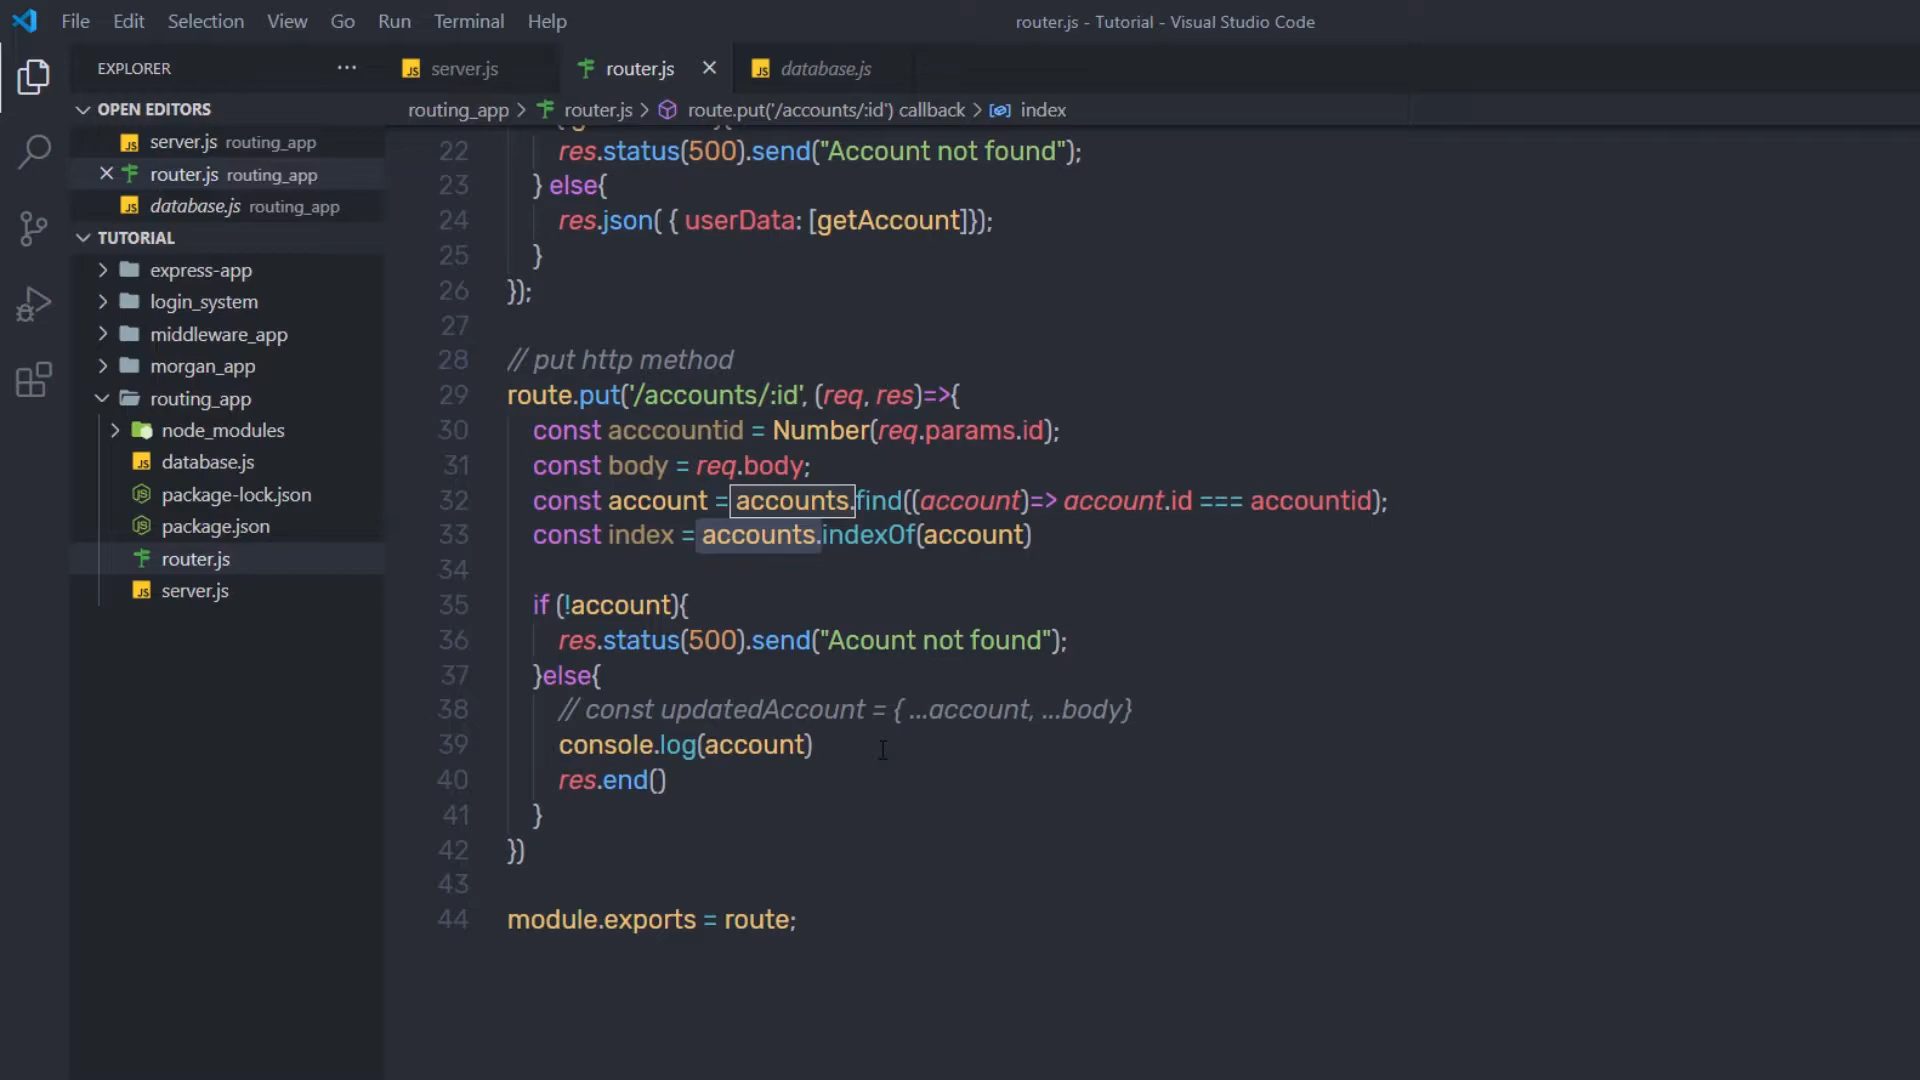 File Edit Selection View Go Run Terminal Help
router.js - Tutorial - Visual Studio Code
EXPLORER ···
OPEN EDITORS
server.js routing_app
router.js routing_app
database.js routing_app
TUTORIAL
express-app
login_system
middleware_app
morgan_app
routing_app
node_modules
database.js
package-lock.json
package.json
router.js
server.js
server.js router.js database.js
routing_app > router.js > route.put('/accounts/:id') callback > index
22 res.status(500).send("Account not found");
23 } else{
24 res.json( { userData: [getAccount]});
25 }
26 });
27
28 // put http method
29 route.put('/accounts/:id', (req, res)=>{
30 const acccountid = Number(req.params.id);
31 const body = req.body;
32 const account = accounts.find((account)=> account.id === accountid);
33 const index = accounts.indexOf(account)
34
35 if (!account){
36 res.status(500).send("Acount not found");
37 }else{
38 // const updatedAccount = { ...account, ...body}
39 console.log(account)
40 res.end()
41 }
42 })
43
44 module.exports = route;